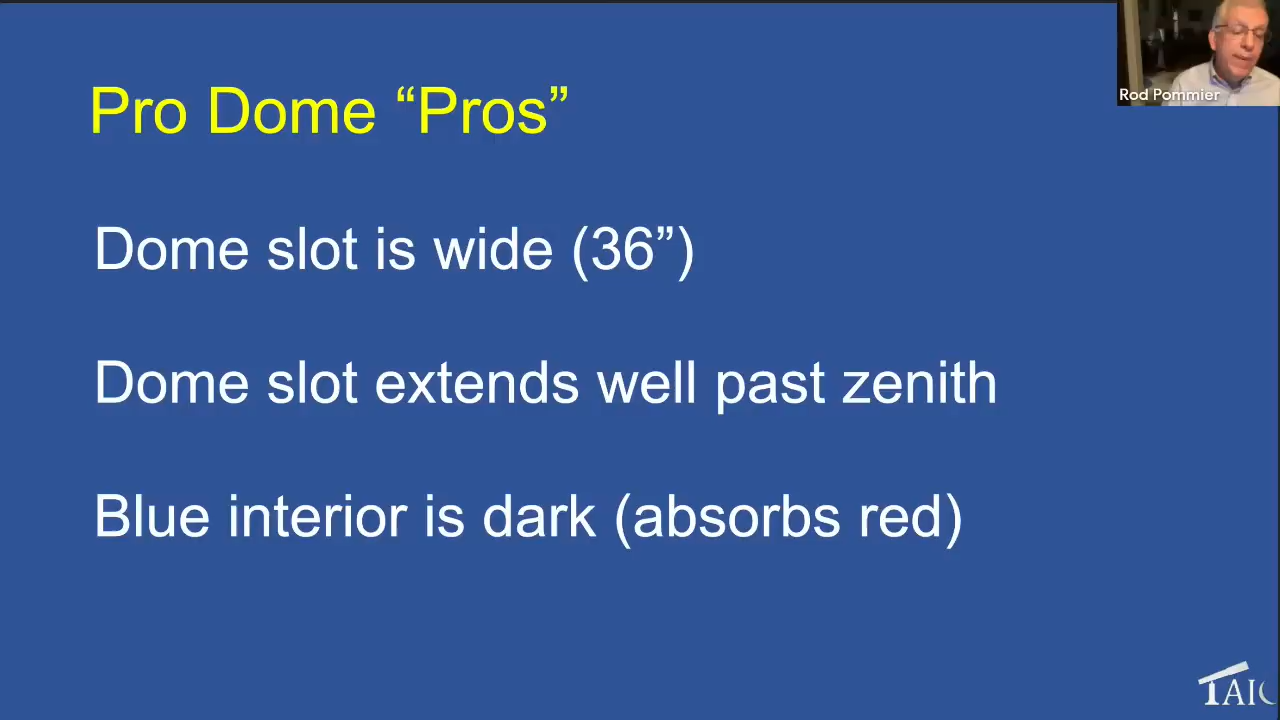 Pro Dome “Pros”
Rod Pommier
Dome slot is wide (36”)
Dome slot extends well past zenith
Blue interior is dark (absorbs red)
TAIC